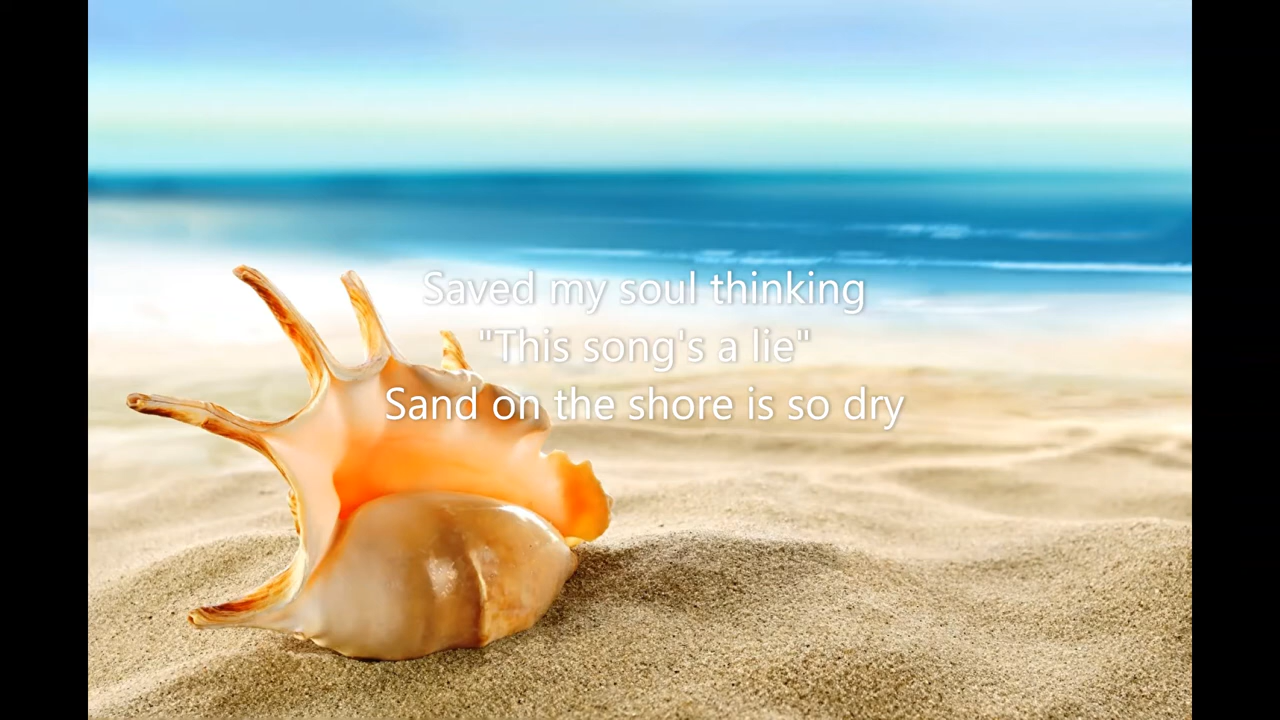 Saved my soul thinking
"This song's a lie"
Sand on the shore is so dry